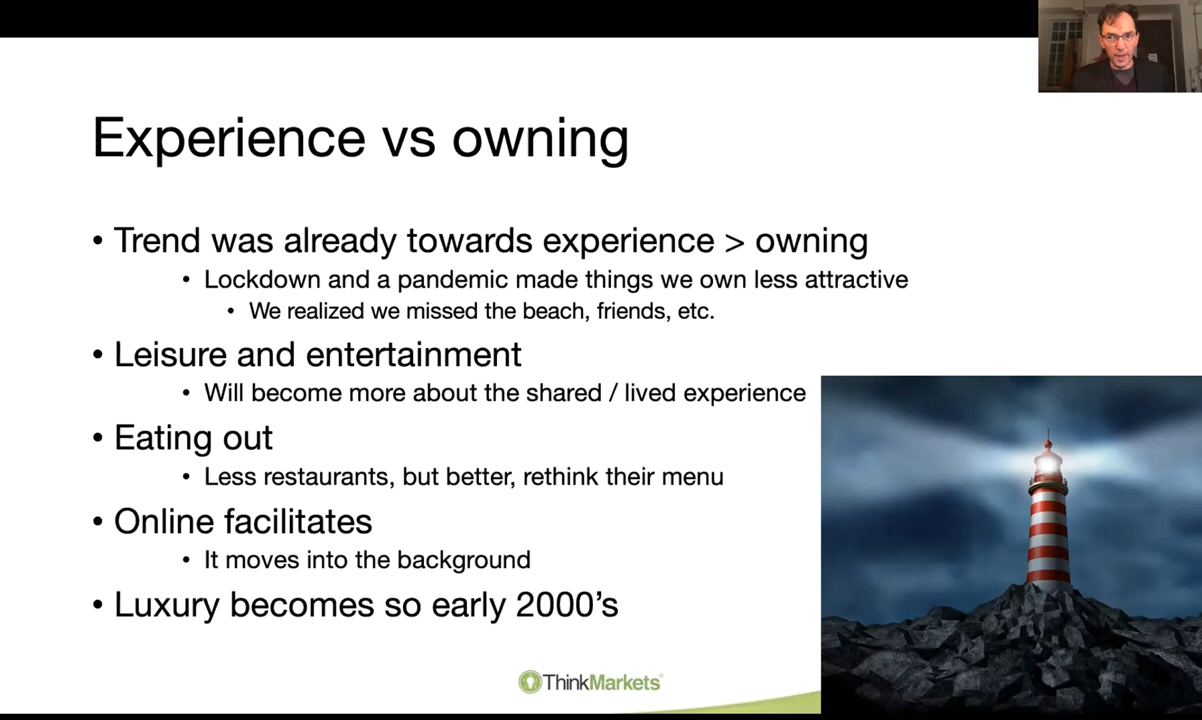 Experience vs owning
• Trend was already towards experience > owning
• Lockdown and a pandemic made things we own less attractive
• We realized we missed the beach, friends, etc.
• Leisure and entertainment
• Will become more about the shared / lived experience
• Eating out
• Less restaurants, but better, rethink their menu
• Online facilitates
• It moves into the background
• Luxury becomes so early 2000’s
ThinkMarkets